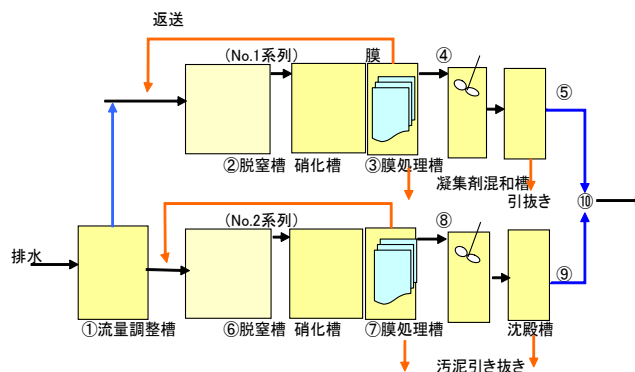 返送
(No.1系列)
膜
④
⑤
②脱窒槽 硝化槽 ③膜処理槽
凝集剤混和槽
引抜き
⑩
(No.2系列)
⑧
排水
⑨
①流量調整槽
⑥脱窒槽 硝化槽 ⑦膜処理槽
沈殿槽
汚泥引き抜き